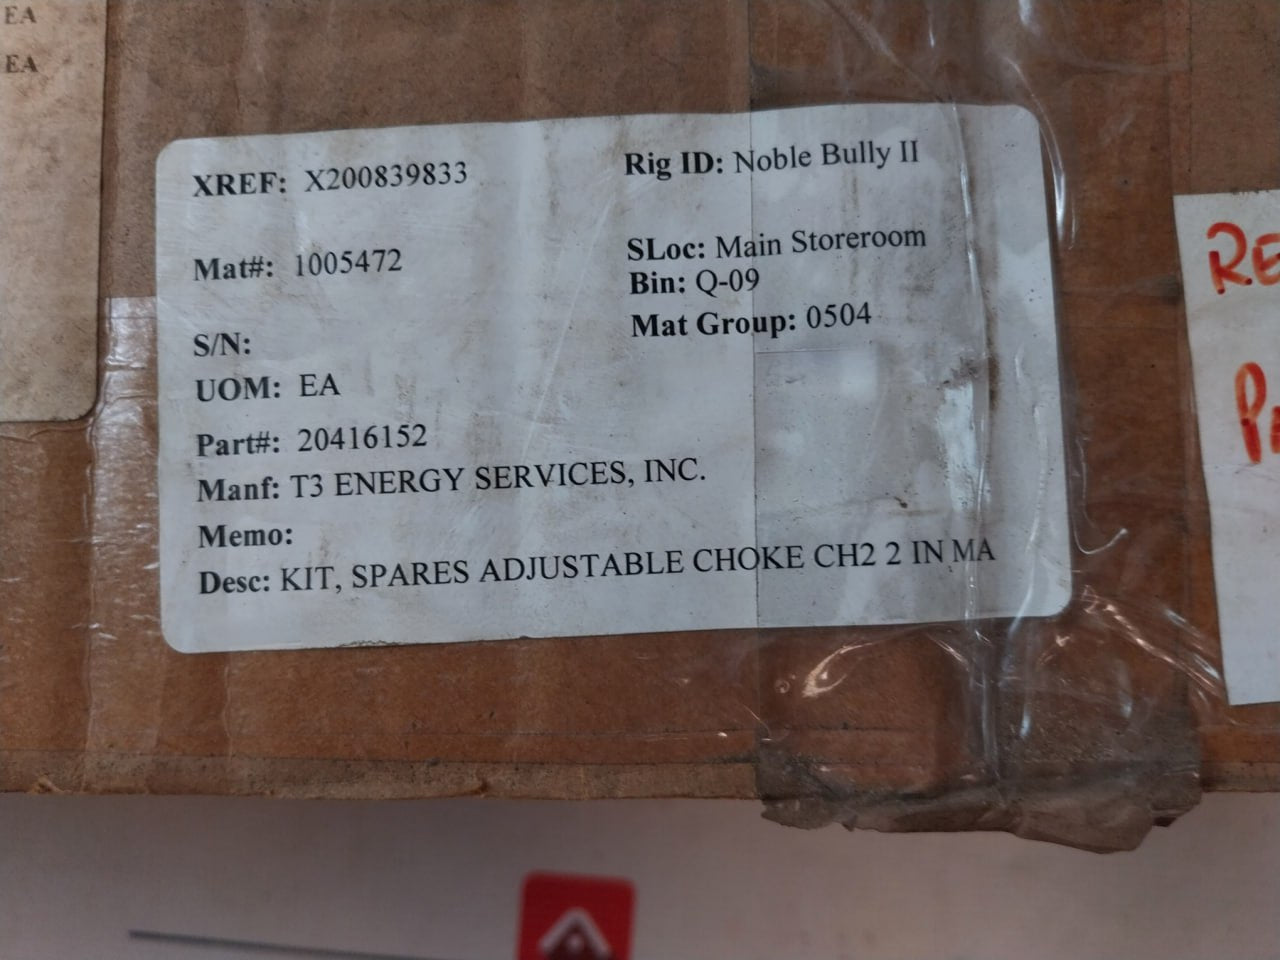 EA
EA
XREF: X200839833
Rig ID: Noble Bully II
Mat#: 1005472
SLoc: Main Storeroom
Bin: Q-09
Mat Group: 0504
S/N:
UOM: EA
Part#: 20416152
Manf: T3 ENERGY SERVICES, INC.
Memo:
Desc: KIT, SPARES ADJUSTABLE CHOKE CH2 2 IN MA
RE
PA